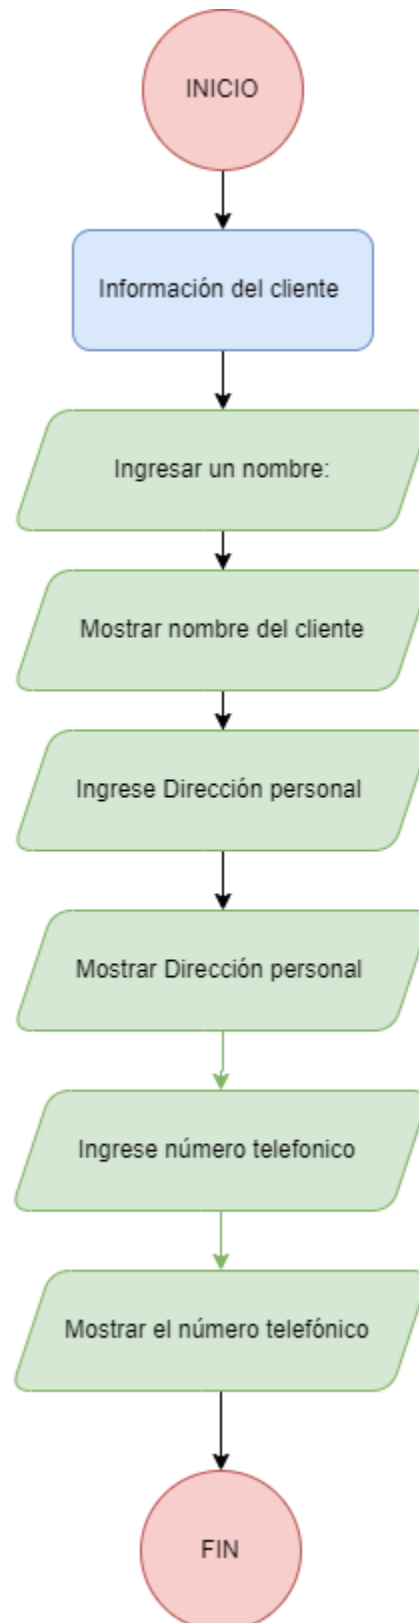 INICIO
Información del cliente
Ingresar un nombre:
Mostrar nombre del cliente
Ingrese Dirección personal
Mostrar Dirección personal
Ingrese número telefonico
Mostrar el número telefónico
FIN